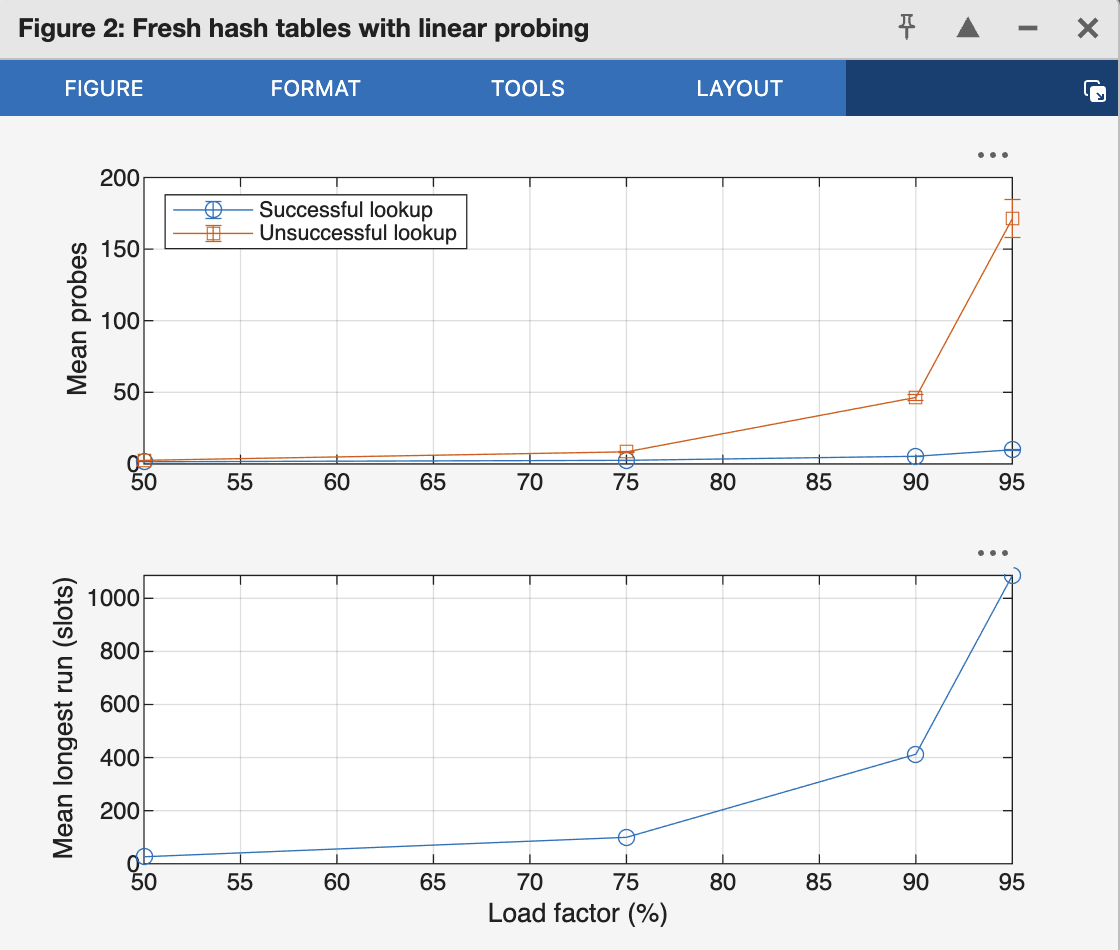 Figure 2: Fresh hash tables with linear probing
FIGURE FORMAT TOOLS LAYOUT
200
150
100
50
0
Mean probes
Successful lookup
Unsuccessful lookup
50 55 60 65 70 75 80 85 90 95
1000
800
600
400
200
0
Mean longest run (slots)
50 55 60 65 70 75 80 85 90 95
Load factor (%)